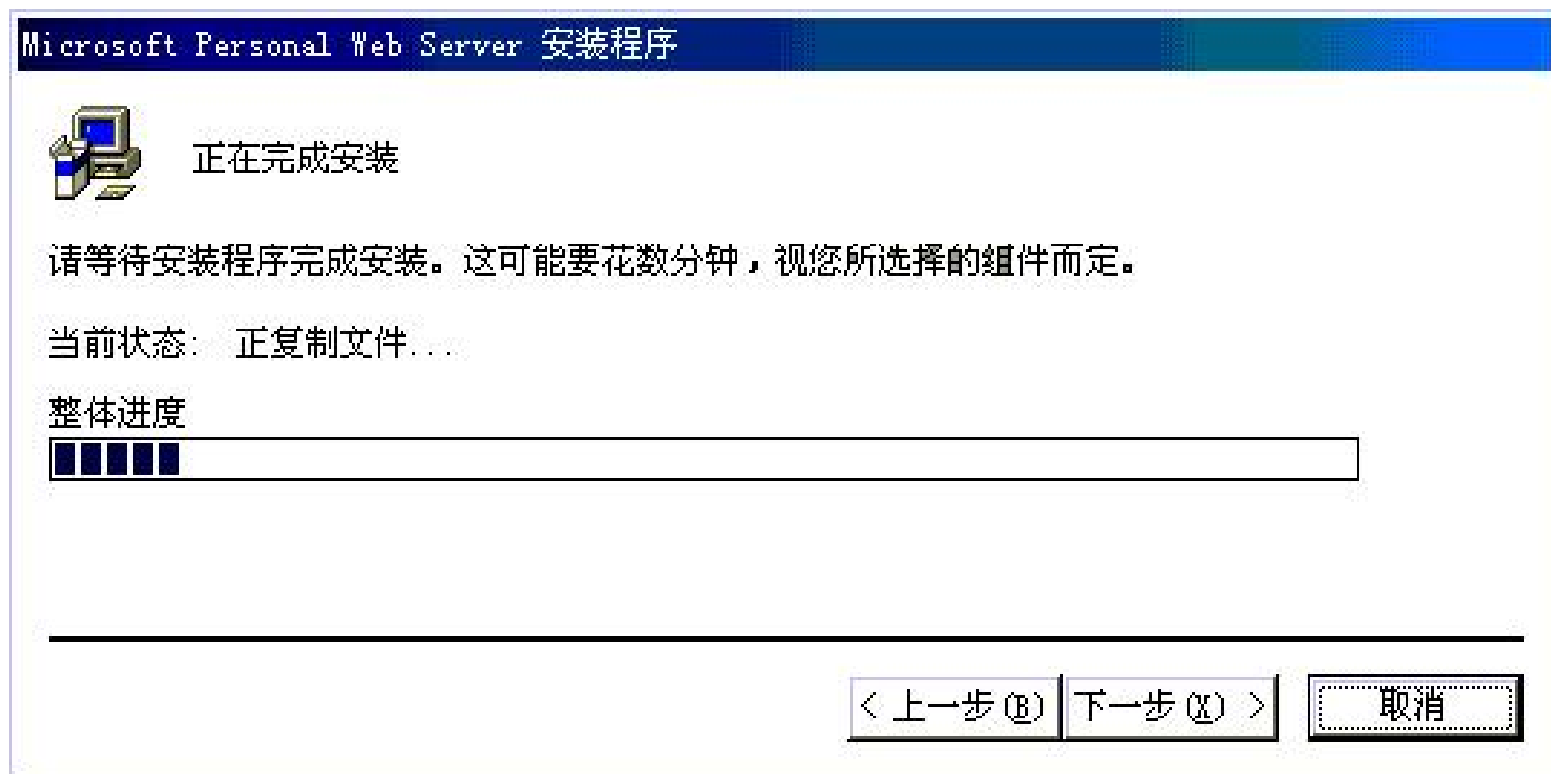 Microsoft Personal Web Server 安装程序
正在完成安装
请等待安装程序完成安装。这可能要花数分钟，视您所选择的组件而定。
当前状态: 正复制文件...
整体进度
< 上一步(B) 下一步(X) > 取消